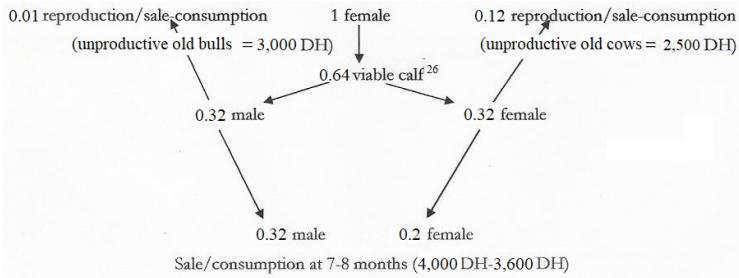 0.01 reproduction/sale-consumption 1 female 0.12 reproduction/sale-consumption
(unproductive old bulls = 3,000 DH) (unproductive old cows = 2,500 DH)
0.64 viable calf 26
0.32 male 0.32 female
0.32 male 0.2 female
Sale/consumption at 7-8 months (4,000 DH-3,600 DH)